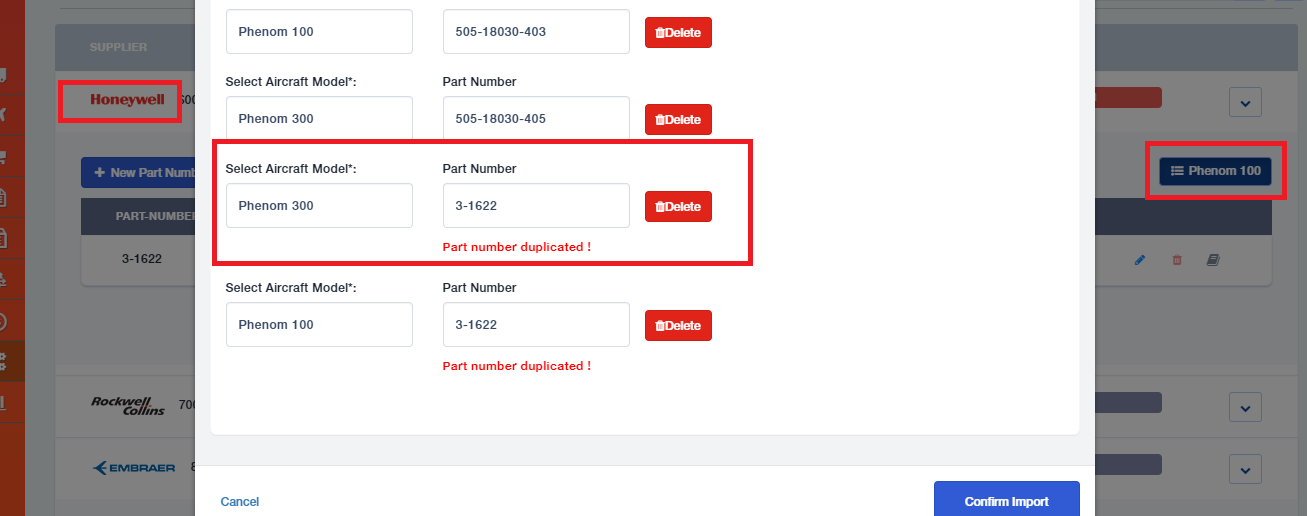 Phenom 100 505-18030-403 Delete
SUPPLIER
Select Aircraft Model*: Part Number
Honeywell
Phenom 300 505-18030-405 Delete
Select Aircraft Model*: Part Number
+ New Part Numb
Phenom 100
Phenom 300 3-1622 Delete
PART-NUMBER
Part number duplicated !
3-1622
Select Aircraft Model*: Part Number
Phenom 100 3-1622 Delete
Part number duplicated !
Rockwell
Collins
700
EMBRAER
Cancel Confirm Import